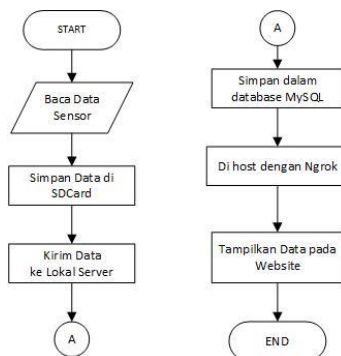 START
Baca Data
Sensor
Simpan Data di
SDCard
Kirim Data
ke Lokal Server
A
A
Simpan dalam
database MySQL
Di host dengan Ngrok
Tampilkan Data pada
Website
END